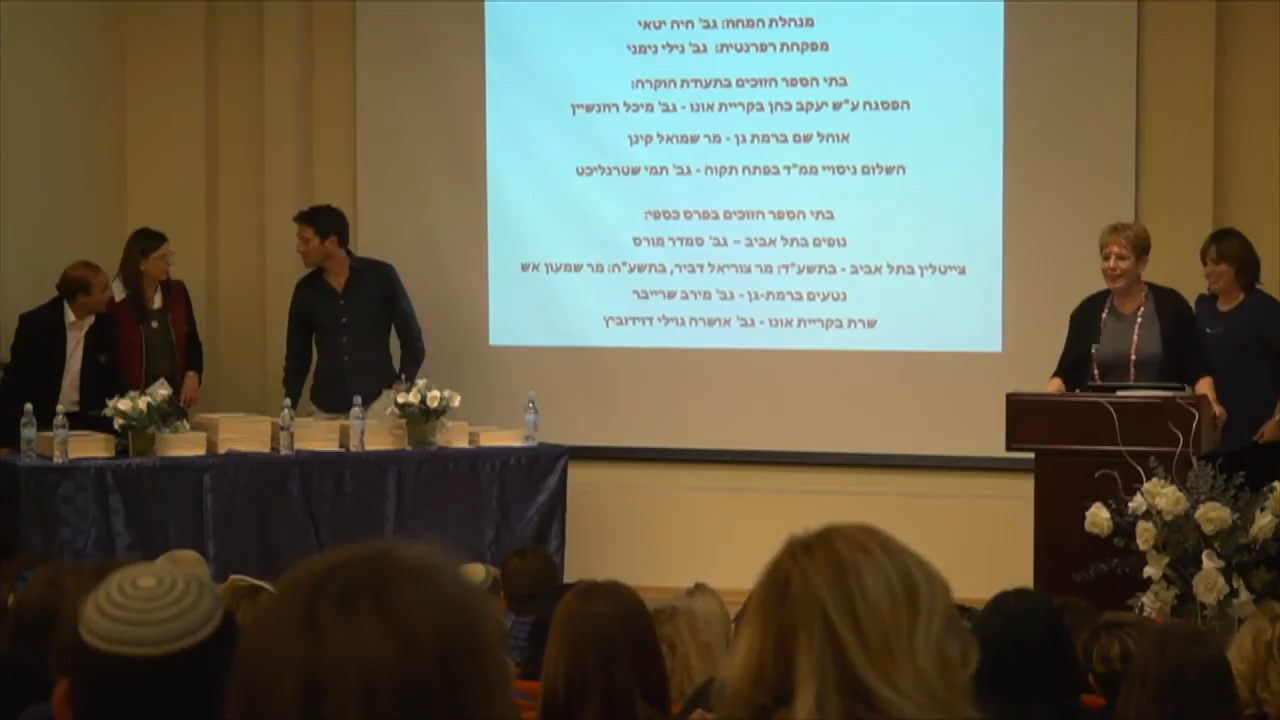 מנהלת המחוז: גב' חיה יטאי
מפקחת רפרנטית: גב' נילי נימני
בתי הספר הזוכים בתעודת הוקרה:
הפסגה ע"ש יעקב כהן בקריית אונו - גב' מיכל רחנשיין
אוהל שם ברמת גן - מר שמואל קינן
השלום ניסויי ממ"ד בפתח תקוה - גב' תמי שטרנליכט
בתי הספר הזוכים בפרס כספי:
נופים בתל אביב – גב' סמדר מורס
צייטלין בתל אביב - בתשע"ד: מר צוריאל דביר, בתשע"ה: מר שמעון אש
נטעים ברמת-גן - גב' מירב שרייבר
שרת בקריית אונו - גב' אושרה גוילי דוידוביץ